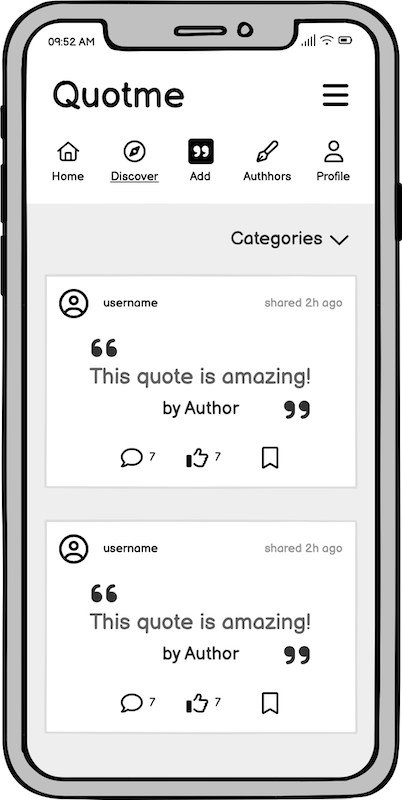 09:52 AM
Quotme
Home Discover Add Authhors Profile
Categories
username shared 2h ago
“
This quote is amazing!
by Author ”
7 7
username shared 2h ago
“
This quote is amazing!
by Author ”
7 7